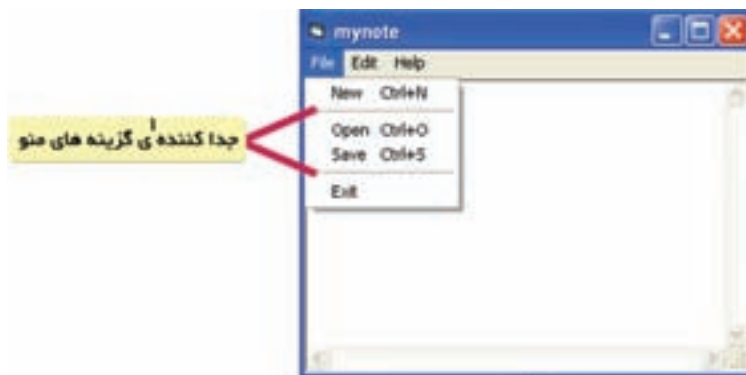 mynote
File Edit Help
New Ctrl+N
Open Ctrl+O
Save Ctrl+S
Exit
جدا کننده ی گزینه های منو